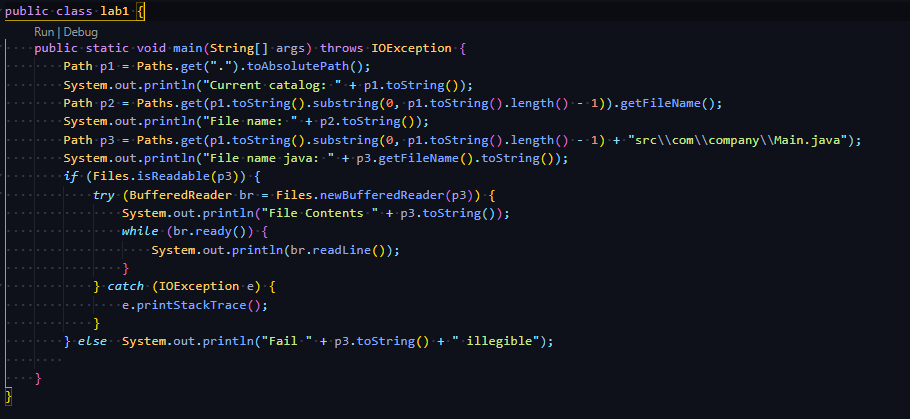 public class lab1 {
Run | Debug
public static void main(String[] args) throws IOException {
Path p1 = Paths.get(".").toAbsolutePath();
System.out.println("Current catalog: " + p1.toString());
Path p2 = Paths.get(p1.toString().substring(0, p1.toString().length() - 1)).getFileName();
System.out.println("File name: " + p2.toString());
Path p3 = Paths.get(p1.toString().substring(0, p1.toString().length() - 1) + "src\\com\\company\\Main.java");
System.out.println("File name java: " + p3.getFileName().toString());
if (Files.isReadable(p3)) {
try (BufferedReader br = Files.newBufferedReader(p3)) {
System.out.println("File Contents " + p3.toString());
while (br.ready()) {
System.out.println(br.readLine());
}
} catch (IOException e) {
e.printStackTrace();
}
} else  System.out.println("Fail " + p3.toString() + " illegible");
}
}